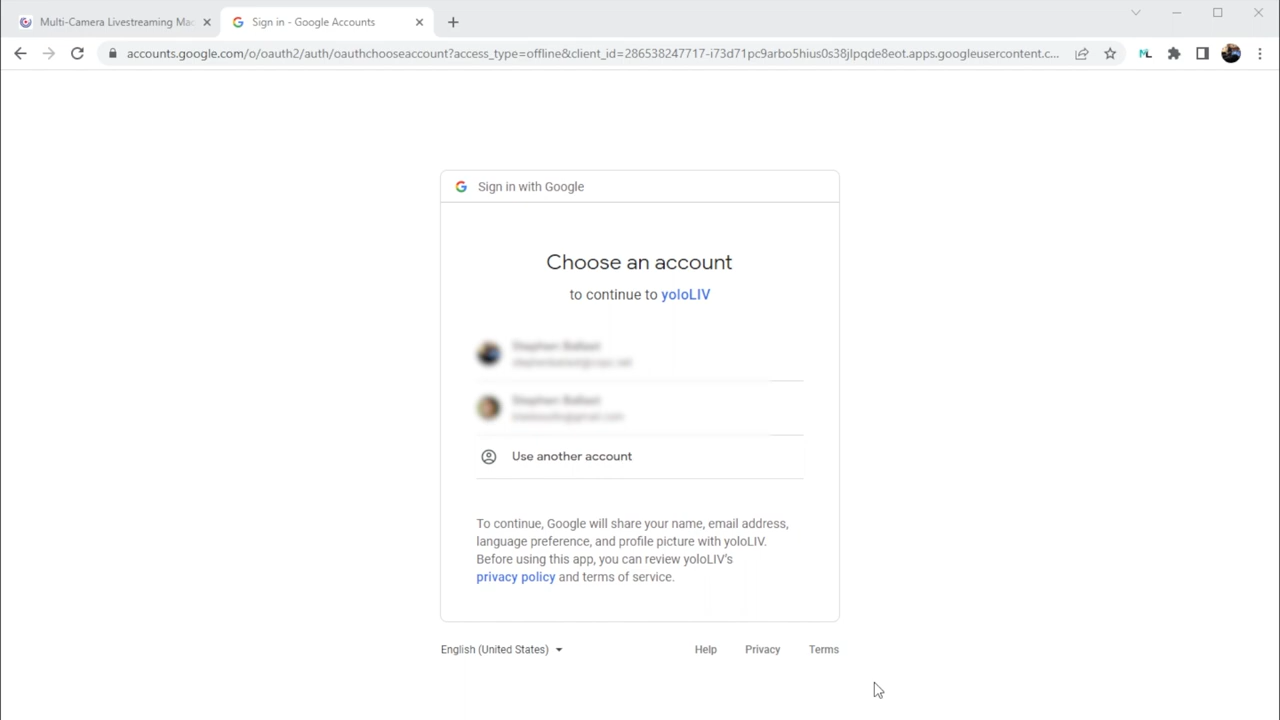 Multi-Camera Livestreaming Mac
Sign in - Google Accounts
accounts.google.com/o/oauth2/auth/oauthchooseaccount?access_type=offline&client_id=286538247717-i73d71pc9arbo5hius0s38jlpqde8eot.apps.googleusercontent.c...
Sign in with Google
Choose an account
to continue to yoloLIV
Use another account
To continue, Google will share your name, email address,
language preference, and profile picture with yoloLIV.
Before using this app, you can review yoloLIV's
privacy policy and terms of service.
English (United States)
Help
Privacy
Terms